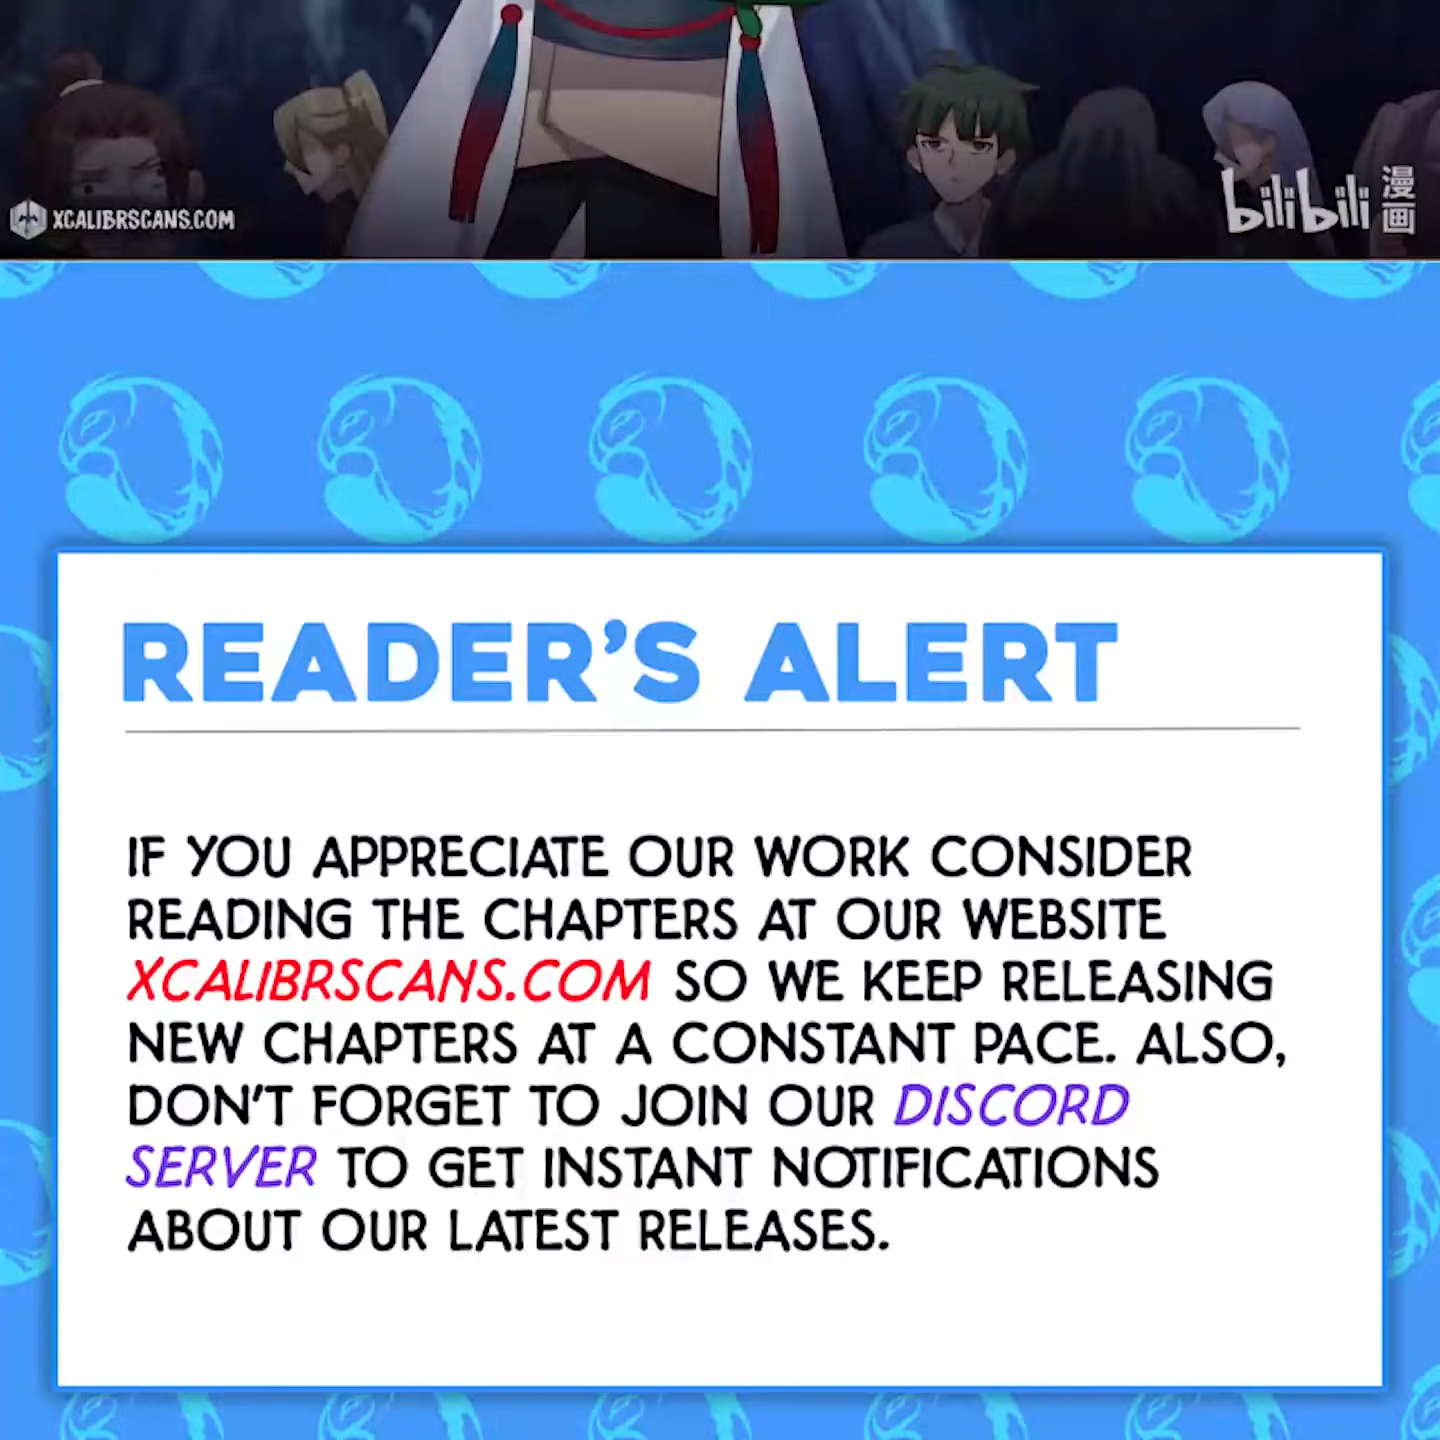 XCALIBRSCANS.COM
bilibili 漫画
READER'S ALERT
IF YOU APPRECIATE OUR WORK CONSIDER
READING THE CHAPTERS AT OUR WEBSITE
XCALIBRSCANS.COM SO WE KEEP RELEASING
NEW CHAPTERS AT A CONSTANT PACE. ALSO,
DON'T FORGET TO JOIN OUR DISCORD
SERVER TO GET INSTANT NOTIFICATIONS
ABOUT OUR LATEST RELEASES.